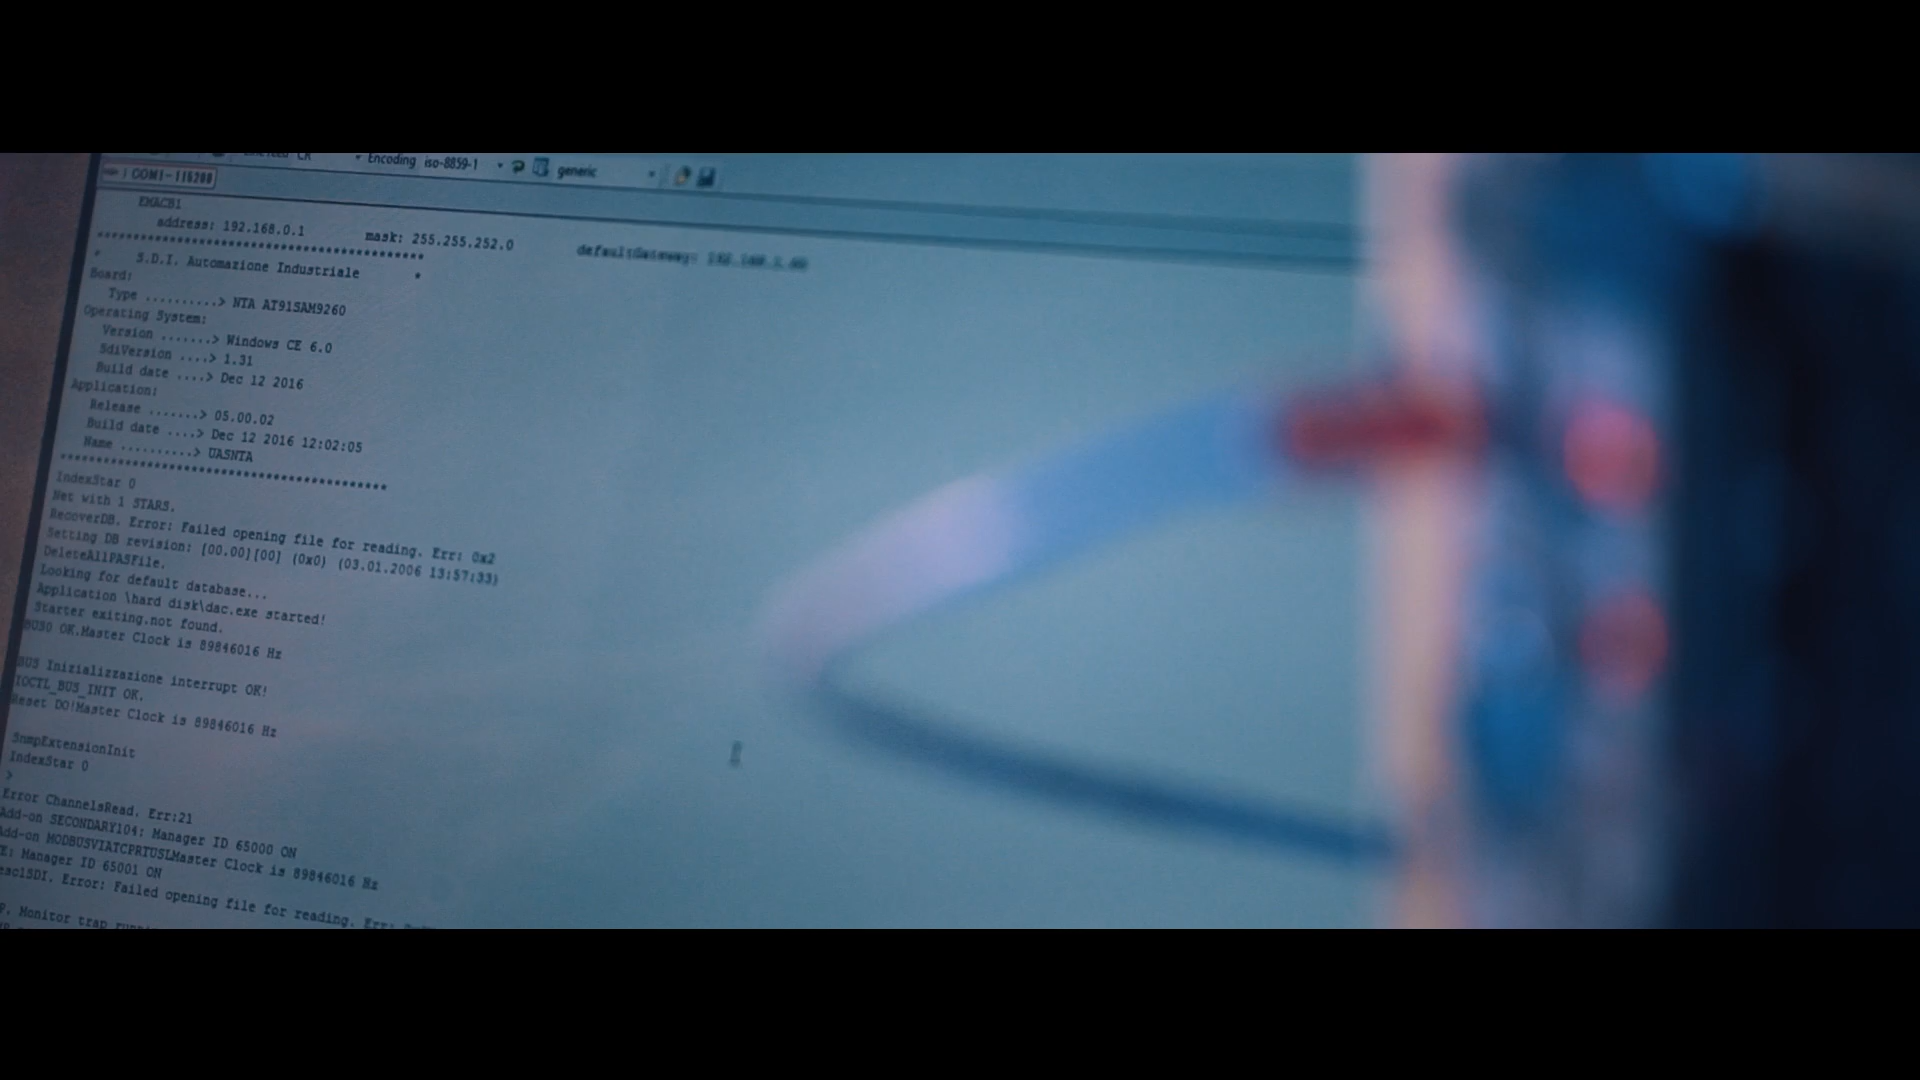 Encoding iso-8859-1 generic
COM1-115200
EMACB1
address: 192.168.0.1 mask: 255.255.252.0 defaultGateway:
*****************************************
* S.D.I. Automazione Industriale *
Board:
Type ..........> NTA AT91SAM9260
Operating System:
Version .......> Windows CE 6.0
SdiVersion ....> 1.31
Build date ....> Dec 12 2016
Application:
Release .......> 05.00.02
Build date ....> Dec 12 2016 12:02:05
Name ..........> UASNTA
*****************************************
IndexStar 0
Net with 1 STARS.
RecoverDB. Error: Failed opening file for reading. Err: 0x2
Setting DB revision: [00.00][00] (0x0) (03.01.2006 13:57:33)
DeleteAllPASFile.
Looking for default database...
Application \hard disk\dac.exe started!
Starter exiting.not found.
BU30 OK.Master Clock is 89846016 Hz
BUS Inizializzazione interrupt OK!
IOCTL_BUS_INIT OK.
Reset DO!Master Clock is 89846016 Hz
SnmpExtensionInit
IndexStar 0
>
Error ChannelsRead. Err:21
Add-on SECONDARY104: Manager ID 65000 ON
Add-on MODBUSVIATCPRTUSLMaster Clock is 89846016 Hz
E: Manager ID 65001 ON
Error: Failed opening file for reading. Err:
Monitor trap